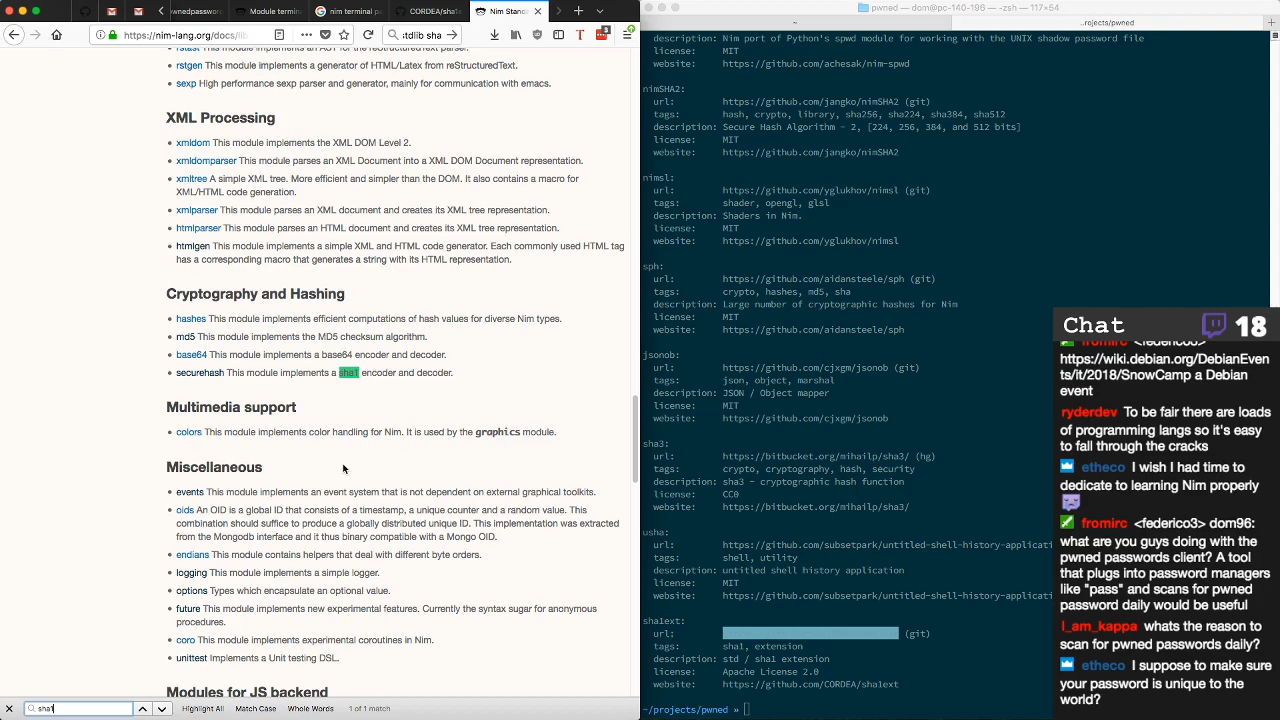 wnedpasswor
Module termi
nim terminal p
CORDEA/sha1
Nim Standa
https://nim-lang.org/docs/lib
:tdlib sha
rstast This module implements an AST for the reStructuredText parser.
rstgen This module implements a generator of HTML/Latex from reStructuredText.
sexp High performance sexp parser and generator, mainly for communication with emacs.
XML Processing
xmldom This module implements the XML DOM Level 2.
xmldomparser This module parses an XML Document into a XML DOM Document representation.
xmltree A simple XML tree. More efficient and simpler than the DOM. It also contains a macro for
XML/HTML code generation.
xmlparser This module parses an XML document and creates its XML tree representation.
htmlparser This module parses an HTML document and creates its XML tree representation.
htmlgen This module implements a simple XML and HTML code generator. Each commonly used HTML tag
has a corresponding macro that generates a string with its HTML representation.
Cryptography and Hashing
hashes This module implements efficient computations of hash values for diverse Nim types.
md5 This module implements the MD5 checksum algorithm.
base64 This module implements a base64 encoder and decoder.
securehash This module implements a sha1 encoder and decoder.
Multimedia support
colors This module implements color handling for Nim. It is used by the graphics module.
Miscellaneous
events This module implements an event system that is not dependent on external graphical toolkits.
oids An OID is a global ID that consists of a timestamp, a unique counter and a random value. This
combination should suffice to produce a globally distributed unique ID. This implementation was extracted
from the Mongodb interface and it thus binary compatible with a Mongo OID.
endians This module contains helpers that deal with different byte orders.
logging This module implements a simple logger.
options Types which encapsulate an optional value.
future This module implements new experimental features. Currently the syntax sugar for anonymous
procedures.
coro This module implements experimental coroutines in Nim.
unittest Implements a Unit testing DSL.
Modules for JS backend
sha1
Highlight All Match Case Whole Words 1 of 1 match
pwned — dom@pc-140-196 — -zsh — 117×54
~
..rojects/pwned
description: Nim port of Python's spwd module for working with the UNIX shadow password file
license: MIT
website: https://github.com/achesak/nim-spwd
nimSHA2:
url: https://github.com/jangko/nimSHA2 (git)
tags: hash, crypto, library, sha256, sha224, sha384, sha512
description: Secure Hash Algorithm - 2, [224, 256, 384, and 512 bits]
license: MIT
website: https://github.com/jangko/nimSHA2
nimsl:
url: https://github.com/yglukhov/nimsl (git)
tags: shader, opengl, glsl
description: Shaders in Nim.
license: MIT
website: https://github.com/yglukhov/nimsl
sph:
url: https://github.com/aidansteele/sph (git)
tags: crypto, hashes, md5, sha
description: Large number of cryptographic hashes for Nim
license: MIT
website: https://github.com/aidansteele/sph
jsonob:
url: https://github.com/cjxgm/jsonob (git)
tags: json, object, marshal
description: JSON / Object mapper
license: MIT
website: https://github.com/cjxgm/jsonob
sha3:
url: https://bitbucket.org/mihailp/sha3/ (hg)
tags: crypto, cryptography, hash, security
description: sha3 - cryptographic hash function
license: CC0
website: https://bitbucket.org/mihailp/sha3/
usha:
url: https://github.com/subsetpark/untitled-shell-history-applicati
tags: shell, utility
description: untitled shell history application
license: MIT
website: https://github.com/subsetpark/untitled-shell-history-applicati
sha1ext:
url: (git)
tags: sha1, extension
description: std / sha1 extension
license: Apache License 2.0
website: https://github.com/CORDEA/sha1ext
~/projects/pwned »
Chat 18
fromirc <federico3>
https://wiki.debian.org/DebianEven
ts/it/2018/SnowCamp a Debian
event
ryderdev To be fair there are loads
of programming langs so it's easy
to fall through the cracks
etheco I wish I had time to
dedicate to learning Nim properly
fromirc <federico3> dom96:
what are you guys doing with the
pwned passwords client? A tool
that plugs into password managers
like "pass" and scans for pwned
password daily would be useful
I_am_kappa whats the reason to
scan for pwned passwords daily?
etheco I suppose to make sure
your password is unique to the
world?